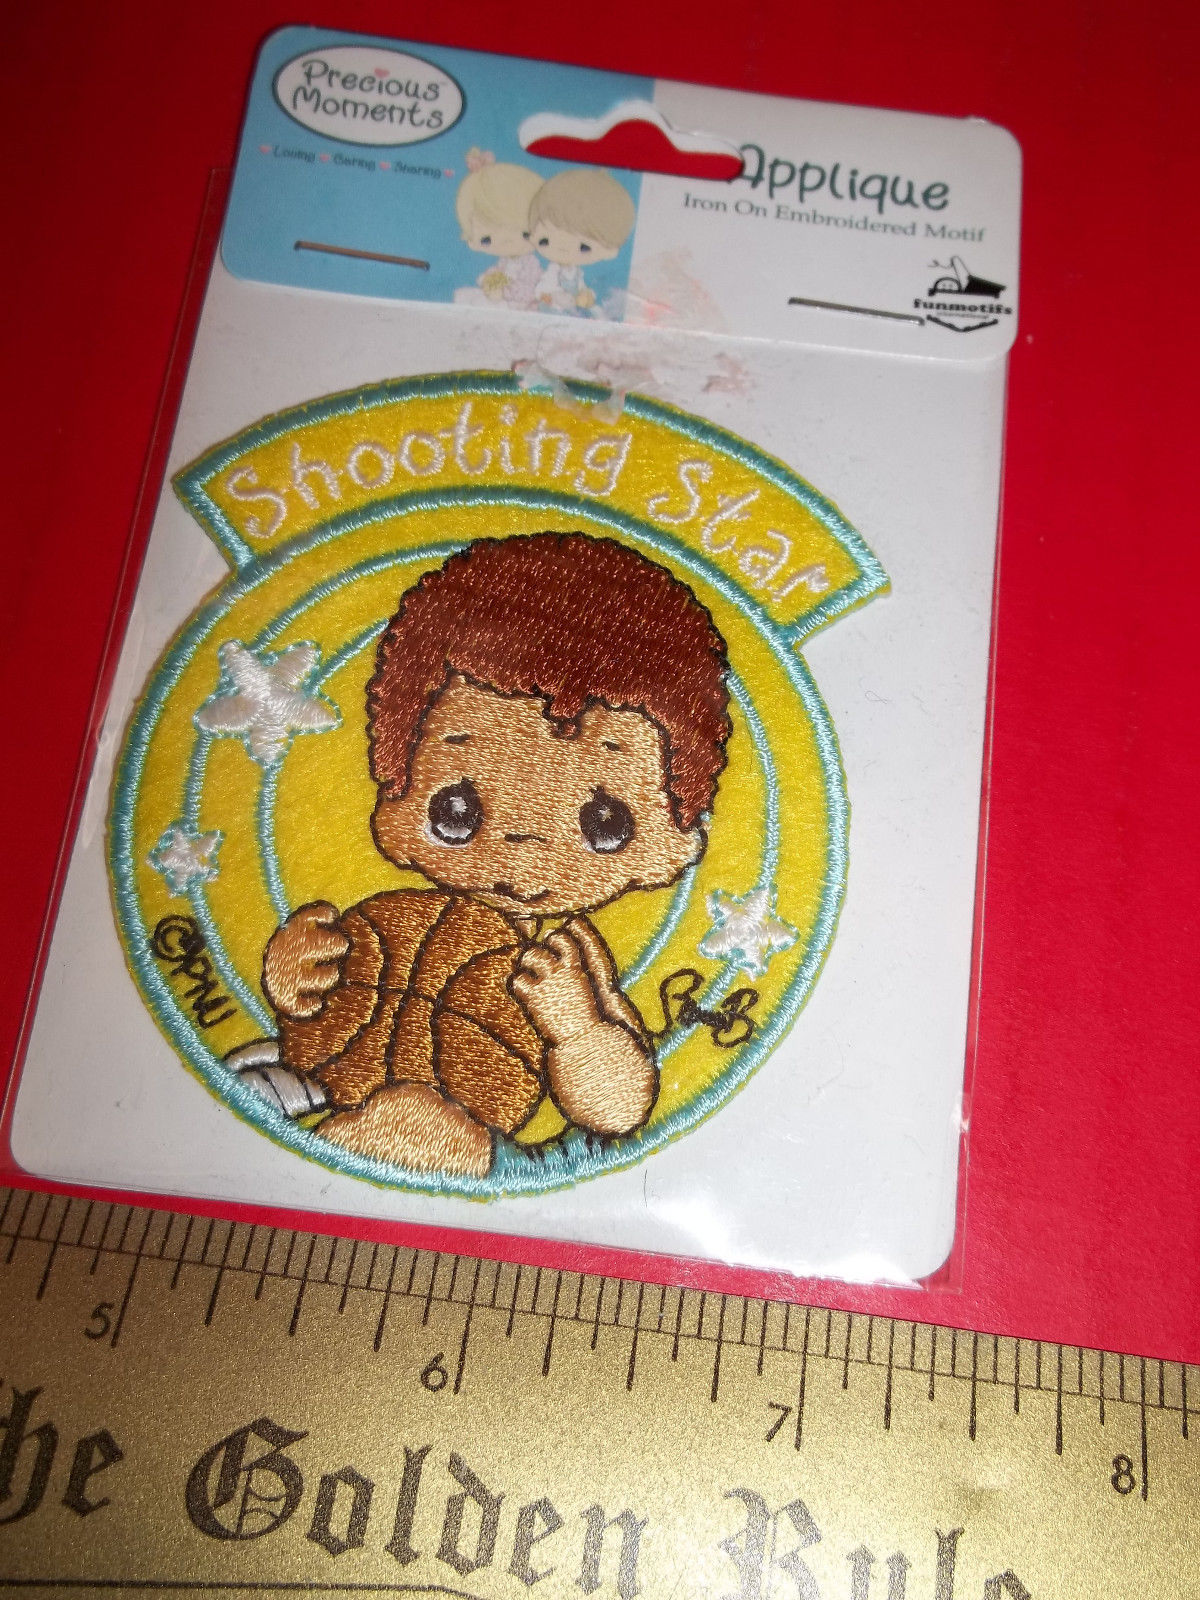 Precious
Moments
Loving Caring Sharing
Applique
Iron On Embroidered Motif
funmotifs
international
Shooting Star
©PMI
5 6 7 8
the Golden Rule